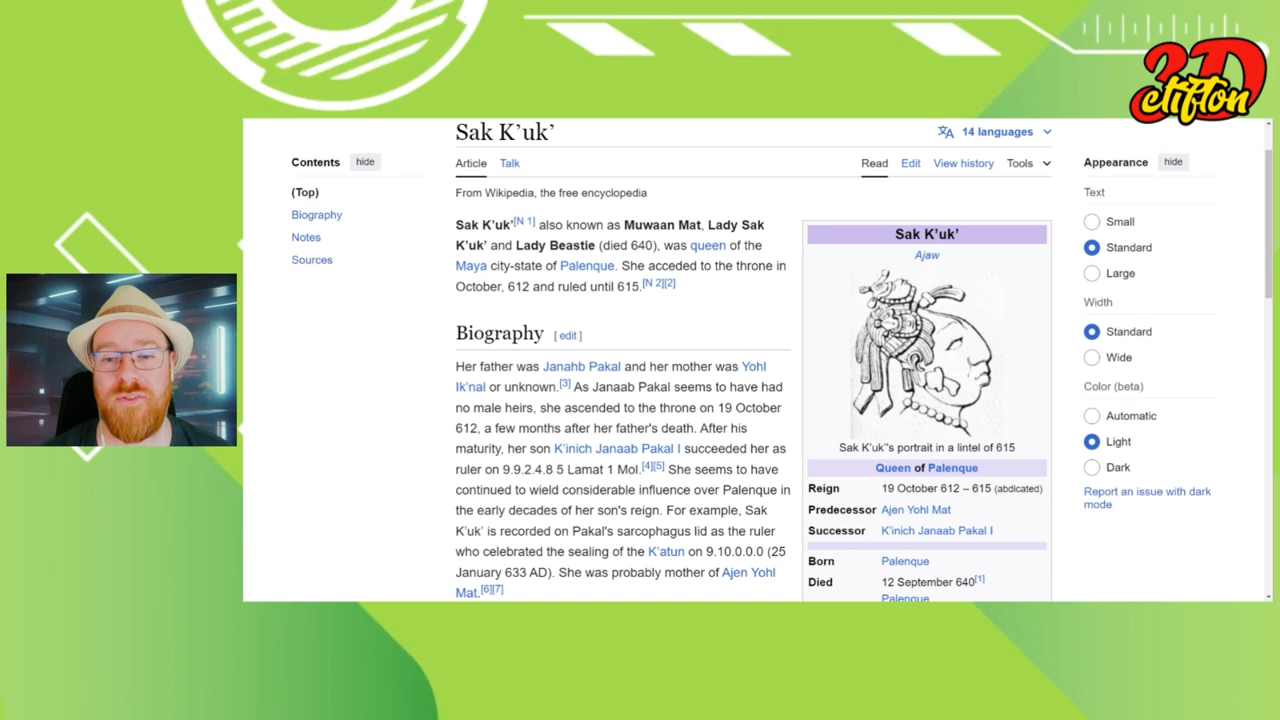 3D
clifton
Sak K'uk'
14 languages
Contents hide
(Top)
Biography
Notes
Sources
Article Talk
Read Edit View history Tools
From Wikipedia, the free encyclopedia
Sak K'uk'[N 1] also known as Muwaan Mat, Lady Sak
K'uk' and Lady Beastie (died 640), was queen of the
Maya city-state of Palenque. She acceded to the throne in
October, 612 and ruled until 615.[N 2][2]
Biography [ edit ]
Her father was Janahb Pakal and her mother was Yohl
Ik'nal or unknown.[3] As Janaab Pakal seems to have had
no male heirs, she ascended to the throne on 19 October
612, a few months after her father's death. After his
maturity, her son K'inich Janaab Pakal I succeeded her as
ruler on 9.9.2.4.8 5 Lamat 1 Mol.[4][5] She seems to have
continued to wield considerable influence over Palenque in
the early decades of her son's reign. For example, Sak
K'uk' is recorded on Pakal's sarcophagus lid as the ruler
who celebrated the sealing of the K'atun on 9.10.0.0.0 (25
January 633 AD). She was probably mother of Ajen Yohl
Mat.[6][7]
Sak K'uk'
Ajaw
Sak K'uk''s portrait in a lintel of 615
Queen of Palenque
Reign 19 October 612 – 615 (abdicated)
Predecessor Ajen Yohl Mat
Successor K'inich Janaab Pakal I
Born Palenque
Died 12 September 640[1]
Palenque
Appearance hide
Text
Small
Standard
Large
Width
Standard
Wide
Color (beta)
Automatic
Light
Dark
Report an issue with dark
mode